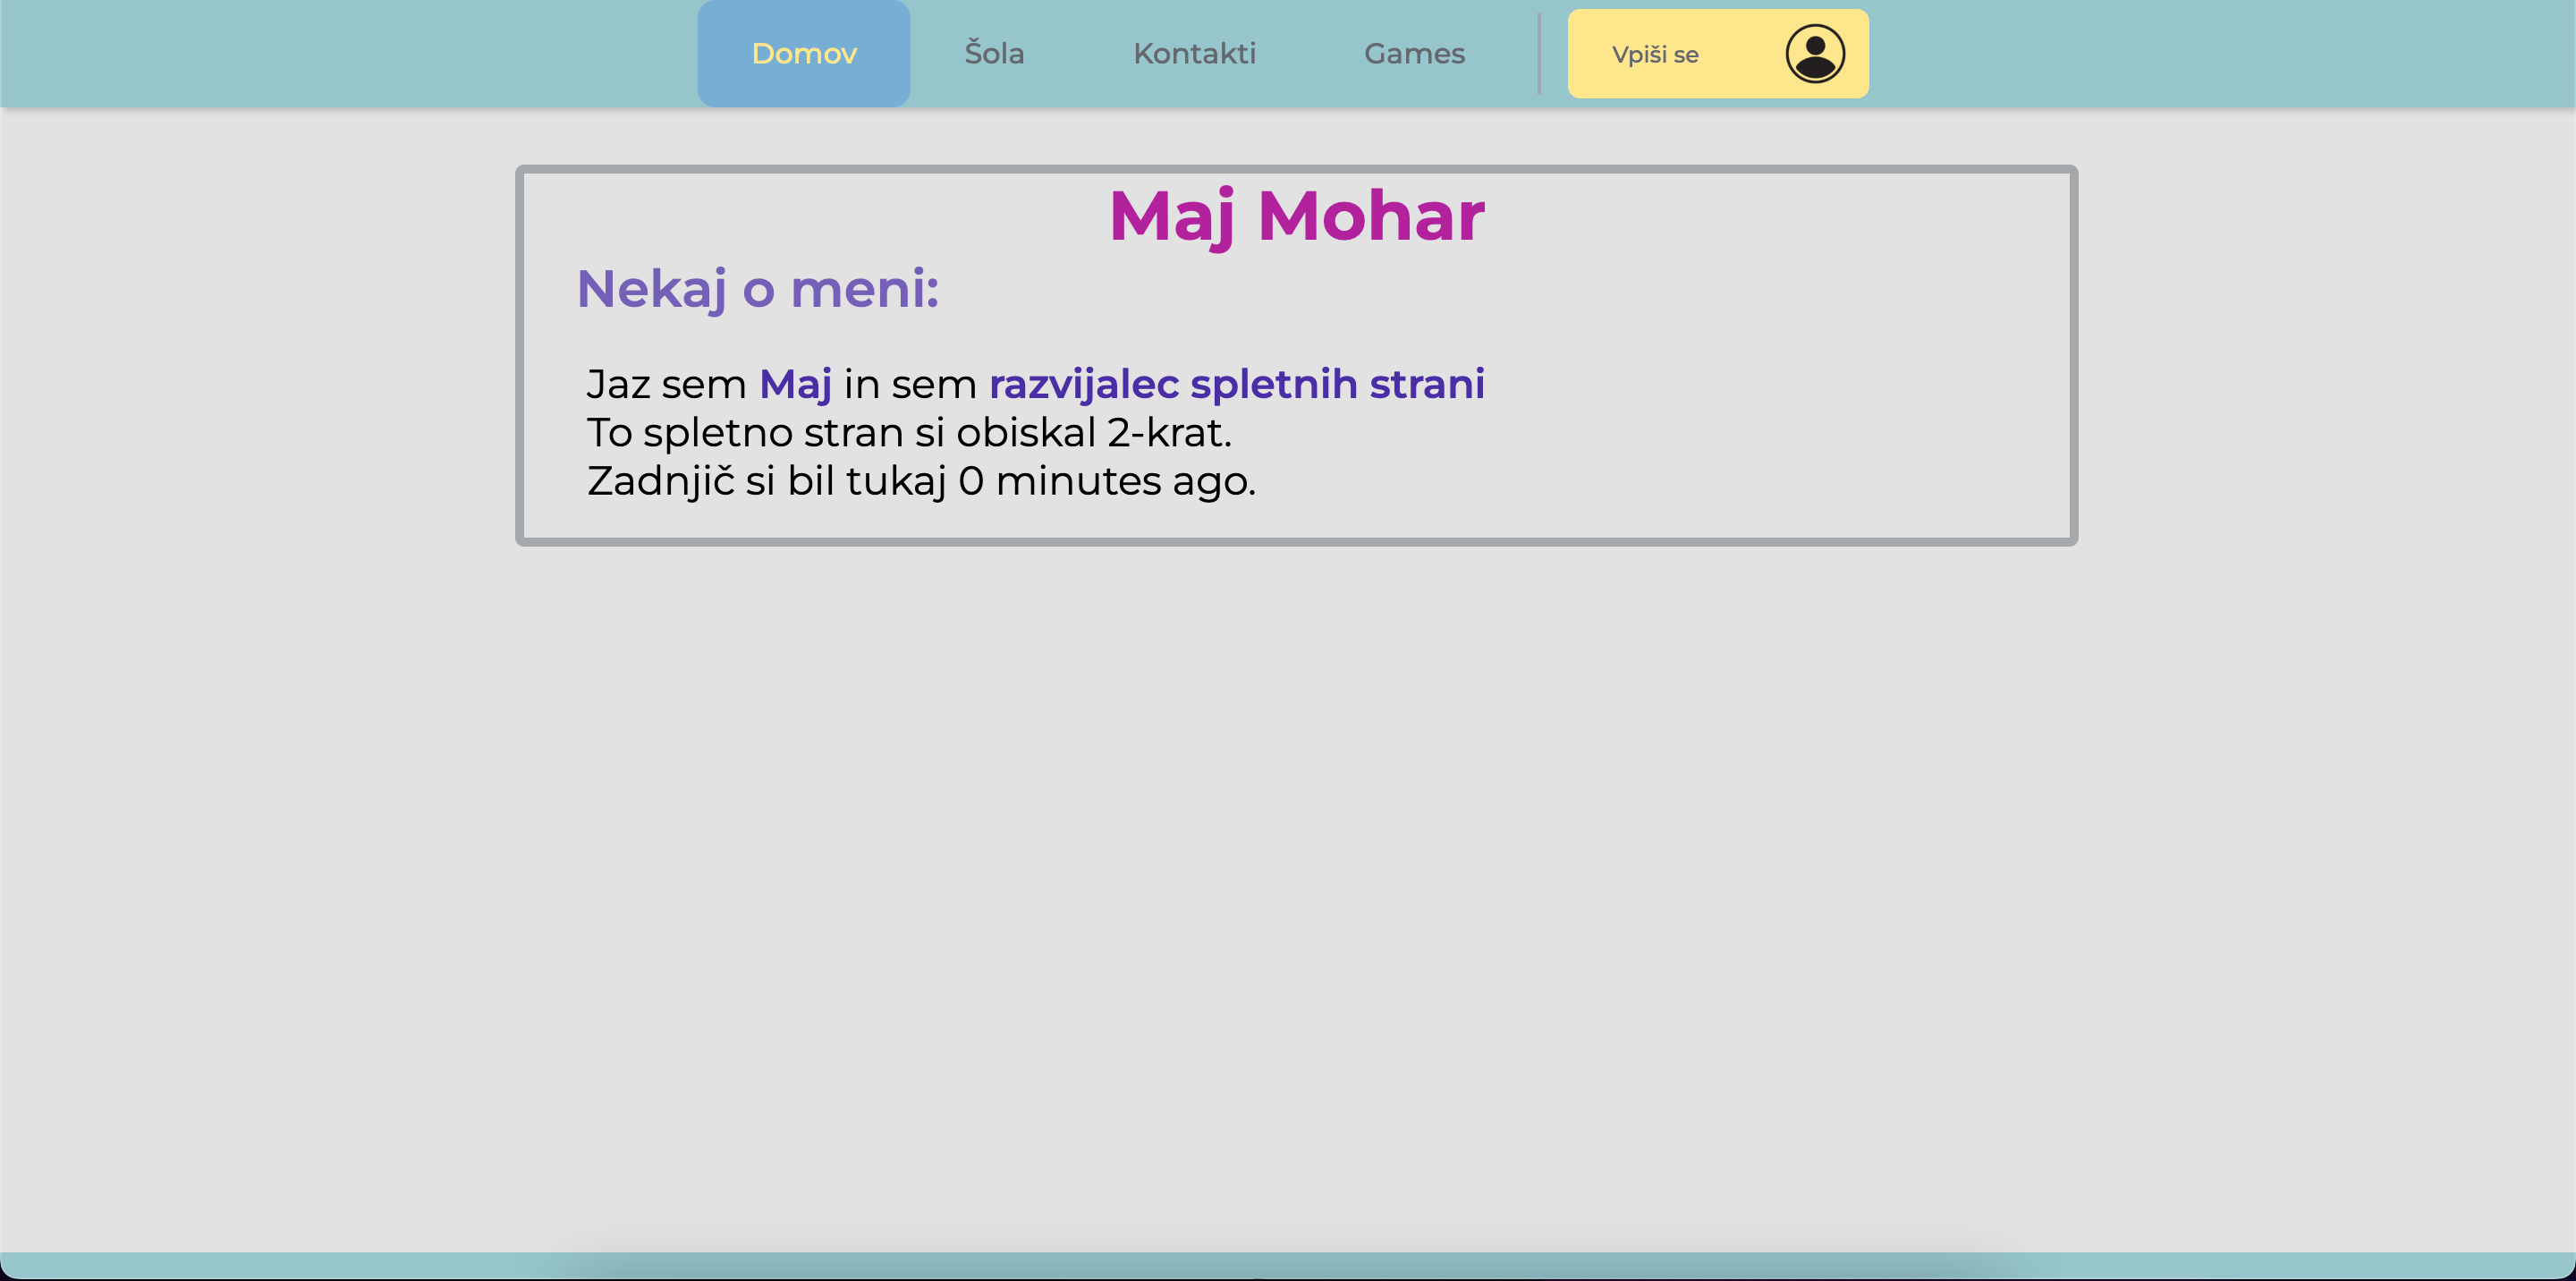 Domov Šola Kontakti Games Vpiši se
Maj Mohar
Nekaj o meni:
Jaz sem Maj in sem razvijalec spletnih strani
To spletno stran si obiskal 2-krat.
Zadnjič si bil tukaj 0 minutes ago.